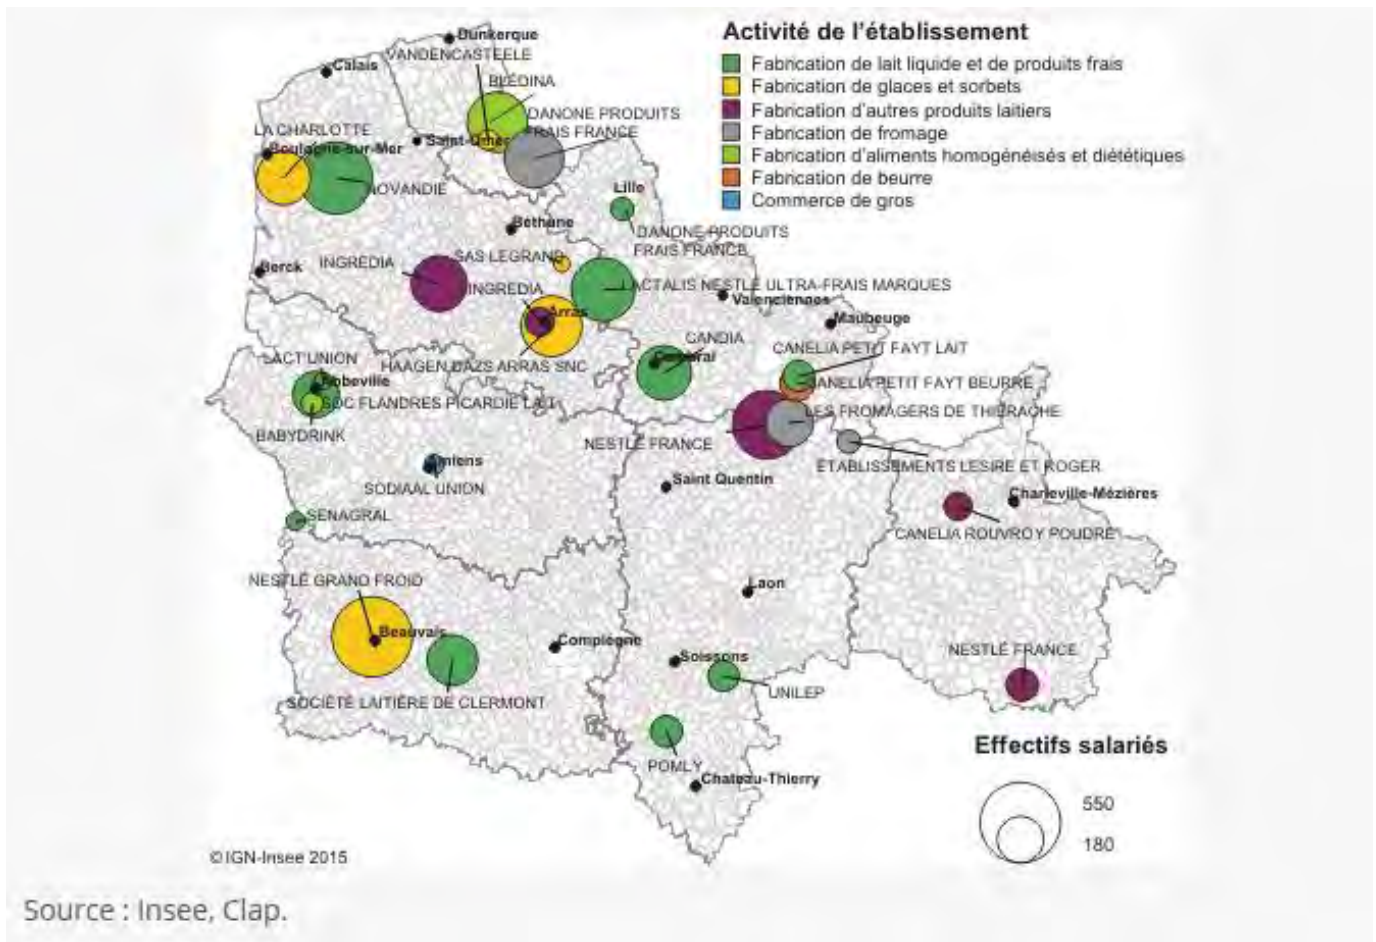 Activité de l'établissement
Fabrication de lait liquide et de produits frais
Fabrication de glaces et sorbets
Fabrication d'autres produits laitiers
Fabrication de fromage
Fabrication d'aliments homogénéisés et diététiques
Fabrication de beurre
Commerce de gros
Dunkerque
VANDENCASTEELE
Calais
BLÉDINA
DANONE PRODUITS
FRAIS FRANCE
LA CHARLOTTE
Saint-Omer
Boulogne-sur-Mer
NOVANDIE
Lille
Béthune
DANONE PRODUITS
FRAIS FRANCE
Berck
INGREDIA
SAS LEGRAND
INGREDIA
LACTALIS NESTLÉ ULTRA-FRAIS MARQUES
Valenciennes
Arras
Maubeuge
CANDIA
CANELIA PETIT FAYT LAIT
Cambrai
LACT'UNION
HAAGEN DAZS ARRAS SNC
Abbeville
CANELIA PETIT FAYT BEURRE
SOC FLANDRES PICARDIE LAIT
LES FROMAGERS DE THIERACHE
BABYDRINK
NESTLÉ FRANCE
Amiens
ETABLISSEMENTS LESIRE ET ROGER
SODIAAL UNION
Saint Quentin
Charleville-Mézières
SENAGRAL
CANELIA ROUVROY POUDRE
NESTLÉ GRAND FROID
Laon
Beauvais
Compiègne
Soissons
NESTLÉ FRANCE
SOCIÉTÉ LAITIÈRE DE CLERMONT
UNILEP
POMLY
Chateau-Thierry
Effectifs salariés
550
180
© IGN-Insee 2015
Source : Insee, Clap.